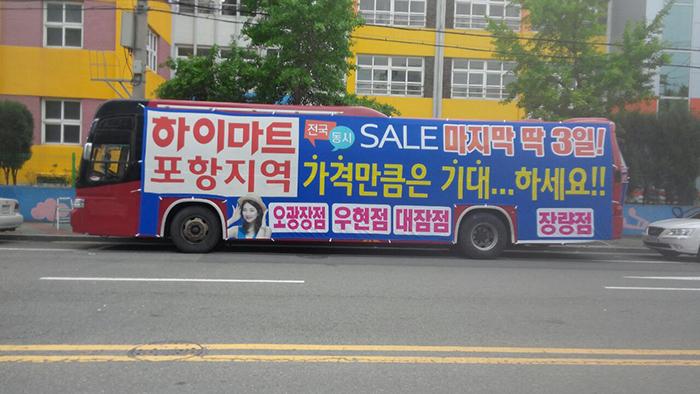 하이마트
포항지역
전국
동시
SALE 마지막 딱 3일!
가격만큼은 기대...하세요!!
오광장점 우현점 대잠점 장량점